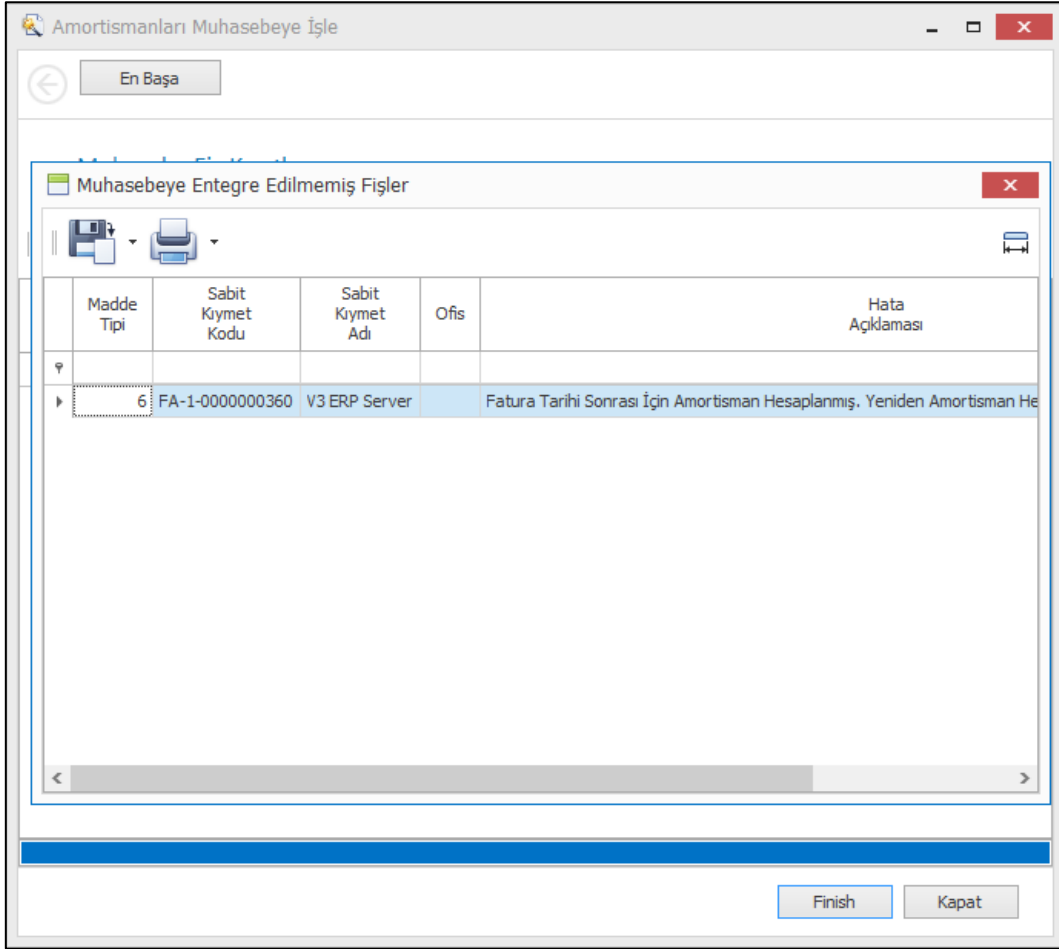 Amortismanları Muhasebeye İşle
En Başa
Muhasebeye Entegre Edilmemiş Fişler
Madde
Tipi
Sabit
Kıymet
Kodu
Sabit
Kıymet
Adı
Ofis
Hata
Açıklaması
6 FA-1-0000000360 V3 ERP Server Fatura Tarihi Sonrası İçin Amortisman Hesaplanmış. Yeniden Amortisman He
Finish
Kapat